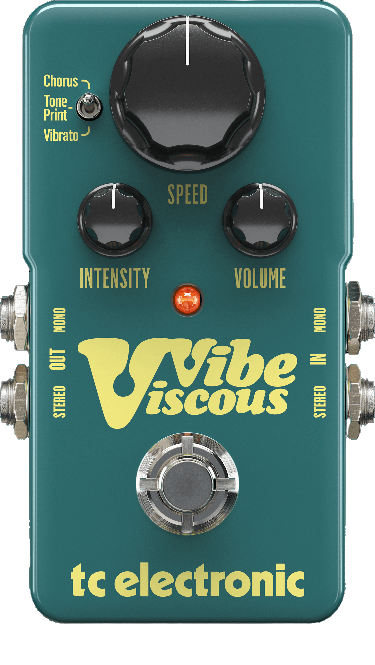 Chorus
Tone
Print
Vibrato
SPEED
INTENSITY
VOLUME
MONO
OUT
STEREO
MONO
IN
STEREO
Vibe
Viscous
tc electronic